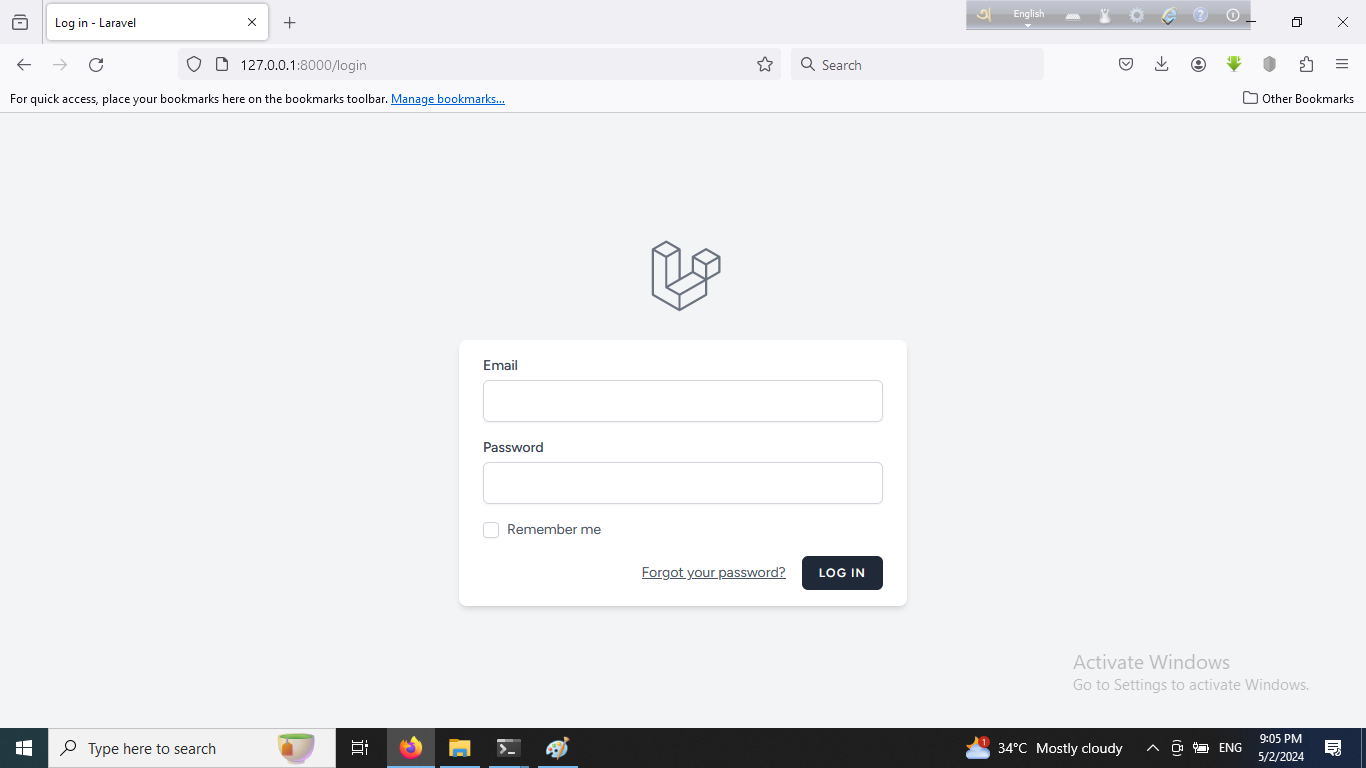 Log in - Laravel
English
127.0.0.1:8000/login
Search
For quick access, place your bookmarks here on the bookmarks toolbar. Manage bookmarks...
Other Bookmarks
Email
Password
Remember me
Forgot your password? LOG IN
Activate Windows
Go to Settings to activate Windows.
Type here to search
1
34°C Mostly cloudy
ENG
9:05 PM
5/2/2024